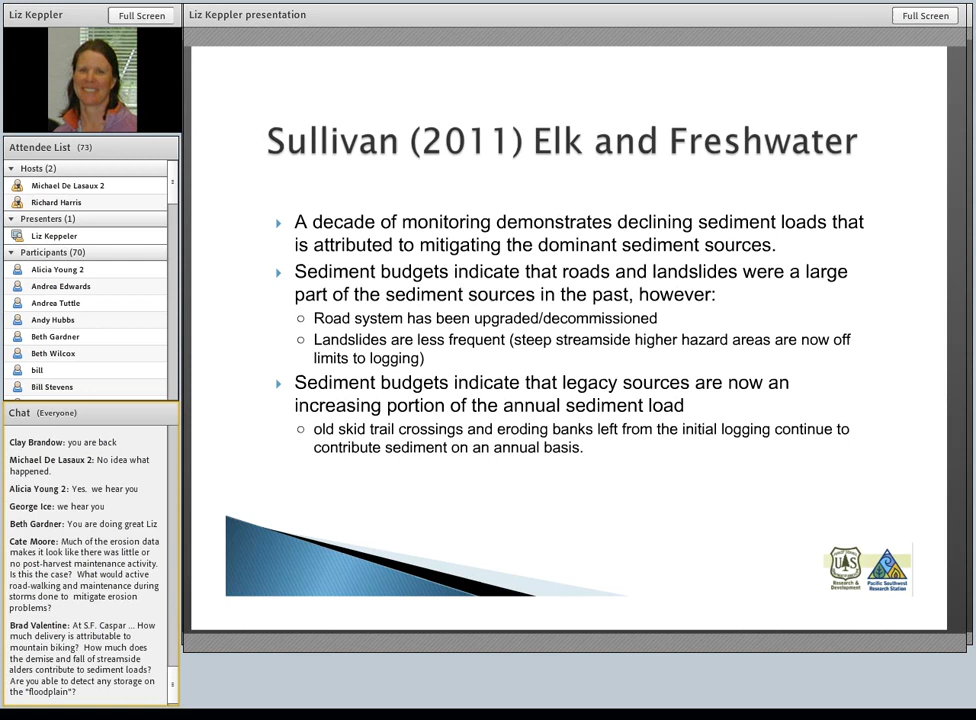 Liz Keppler
Full Screen
Attendee List (73)
Hosts (2)
Michael De Lasaux 2
Richard Harris
Presenters (1)
Liz Keppeler
Participants (70)
Alicia Young 2
Andrea Edwards
Andrea Tuttle
Andy Hubbs
Beth Gardner
Beth Wilcox
bill
Bill Stevens
Chat (Everyone)
Clay Brandow: you are back
Michael De Lasaux 2: No idea what
happened.
Alicia Young 2: Yes. we hear you
George Ice: we hear you
Beth Gardner: You are doing great Liz
Cate Moore: Much of the erosion data
makes it look like there was little or
no post-harvest maintenance activity.
Is this the case? What would active
road-walking and maintenance during
storms done to mitigate erosion
problems?
Brad Valentine: At S.F. Caspar ... How
much delivery is attributable to
mountain biking? How much does
the demise and fall of streamside
alders contribute to sediment loads?
Are you able to detect any storage on
the "floodplain"?
Liz Keppler presentation
Full Screen
Sullivan (2011) Elk and Freshwater
A decade of monitoring demonstrates declining sediment loads that
is attributed to mitigating the dominant sediment sources.
Sediment budgets indicate that roads and landslides were a large
part of the sediment sources in the past, however:
Road system has been upgraded/decommissioned
Landslides are less frequent (steep streamside higher hazard areas are now off
limits to logging)
Sediment budgets indicate that legacy sources are now an
increasing portion of the annual sediment load
old skid trail crossings and eroding banks left from the initial logging continue to
contribute sediment on an annual basis.
UAS
Research &
Development
Pacific Southwest
Research Station